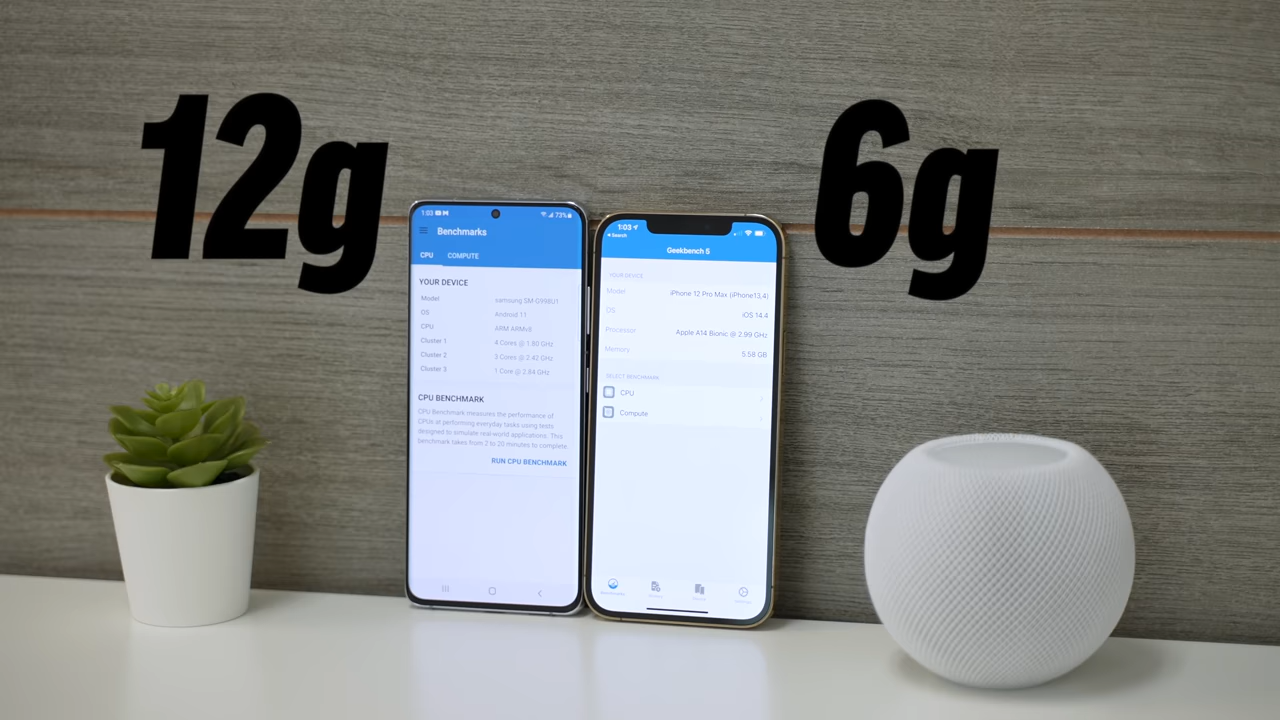 12g
6g
1:03
73%
Benchmarks
CPU COMPUTE
YOUR DEVICE
Model samsung SM-G998U1
OS Android 11
CPU ARM ARMv8
Cluster 1 4 Cores @ 1.80 GHz
Cluster 2 3 Cores @ 2.42 GHz
Cluster 3 1 Core @ 2.84 GHz
CPU BENCHMARK
CPU Benchmark measures the performance of
CPUs at performing everyday tasks using tests
designed to simulate real-world applications. This
benchmark takes from 2 to 20 minutes to complete.
RUN CPU BENCHMARK
1:03
Search
Geekbench 5
YOUR DEVICE
Model iPhone 12 Pro Max (iPhone13,4)
OS iOS 14.4
Processor Apple A14 Bionic @ 2.99 GHz
Memory 5.58 GB
SELECT BENCHMARK
CPU
Compute